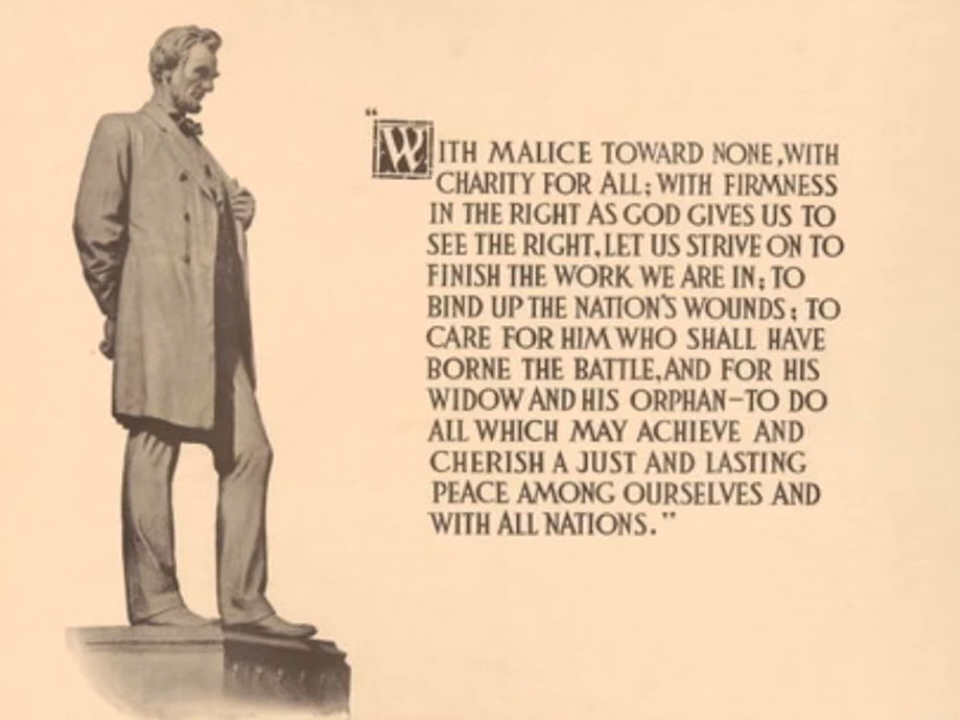 "WITH MALICE TOWARD NONE, WITH
CHARITY FOR ALL; WITH FIRMNESS
IN THE RIGHT AS GOD GIVES US TO
SEE THE RIGHT, LET US STRIVE ON TO
FINISH THE WORK WE ARE IN; TO
BIND UP THE NATION'S WOUNDS; TO
CARE FOR HIM WHO SHALL HAVE
BORNE THE BATTLE, AND FOR HIS
WIDOW AND HIS ORPHAN—TO DO
ALL WHICH MAY ACHIEVE AND
CHERISH A JUST AND LASTING
PEACE AMONG OURSELVES AND
WITH ALL NATIONS."